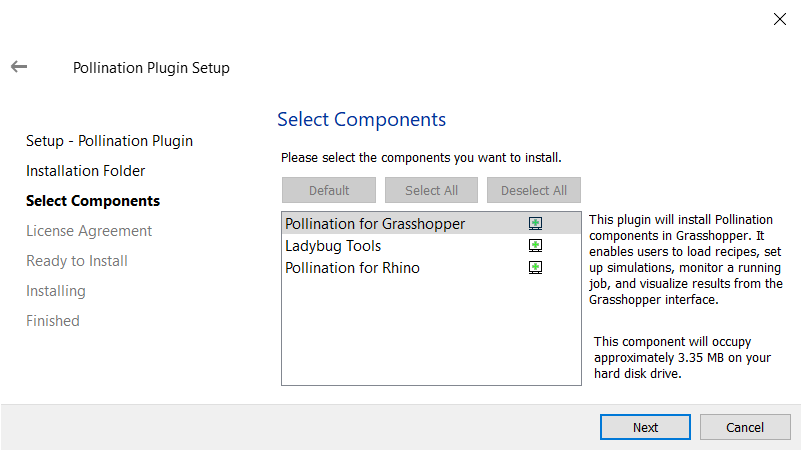 Pollination Plugin Setup
Setup - Pollination Plugin
Installation Folder
Select Components
License Agreement
Ready to Install
Installing
Finished
Select Components
Please select the components you want to install.
Default
Select All
Deselect All
Pollination for Grasshopper
Ladybug Tools
Pollination for Rhino
This plugin will install Pollination
components in Grasshopper. It
enables users to load recipes, set
up simulations, monitor a running
job, and visualize results from the
Grasshopper interface.
This component will occupy
approximately 3.35 MB on your
hard disk drive.
Next
Cancel